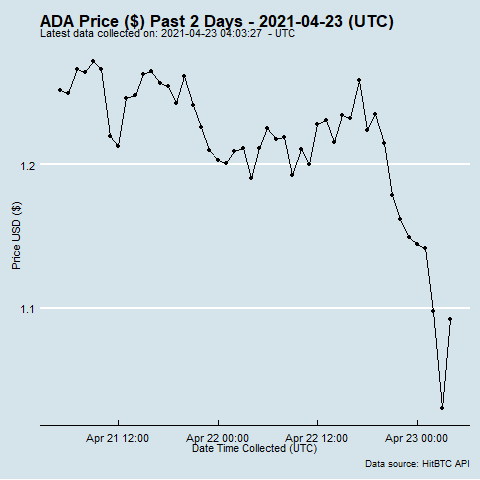 ADA Price ($) Past 2 Days - 2021-04-23 (UTC)
Latest data collected on: 2021-04-23 04:03:27 - UTC
1.2
Price USD ($)
1.1
Apr 21 12:00 Apr 22 00:00 Apr 22 12:00 Apr 23 00:00
Date Time Collected (UTC)
Data source: HitBTC API